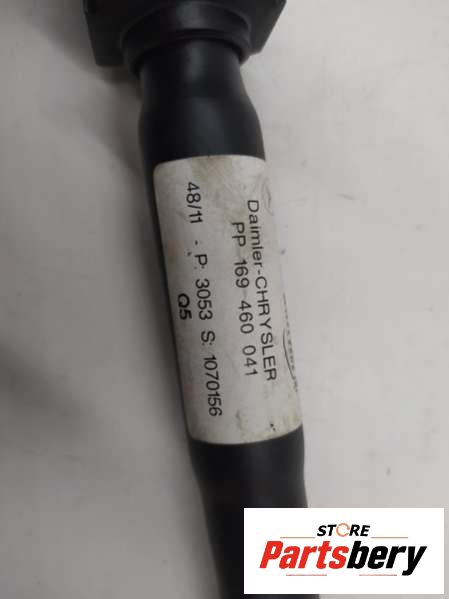 Daimler-CHRYSLER
PP 169 460 041
48/11 - P: 3053 S: 1070156
Q5
STORE
Partsbery